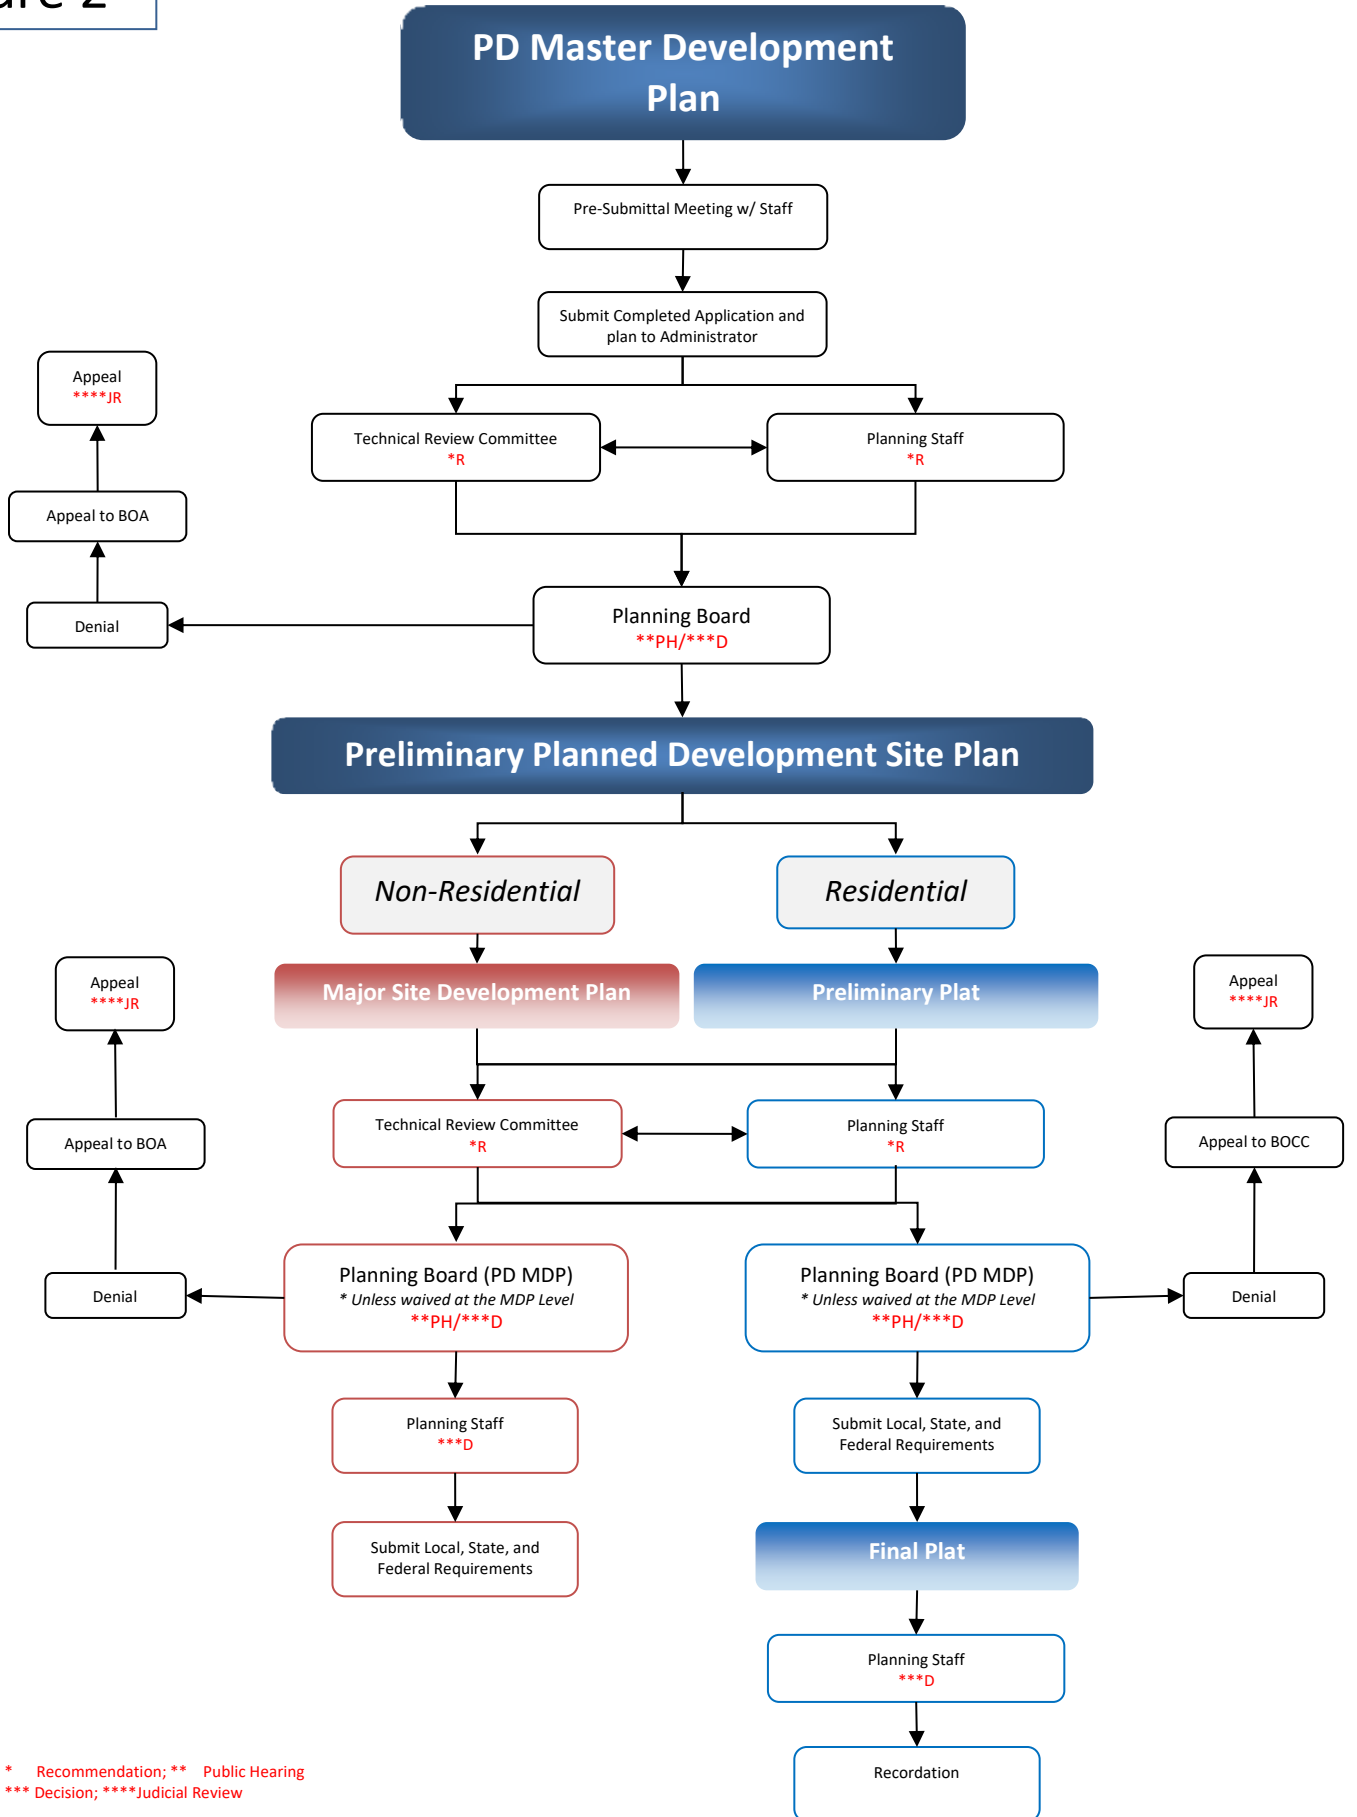 PD Master Development
Plan
Pre-Submittal Meeting w/ Staff
Submit Completed Application and
plan to Administrator
Appeal
****JR
Technical Review Committee
*R
Planning Staff
*R
Appeal to BOA
Denial
Planning Board
**PH/***D
Preliminary Planned Development Site Plan
Non-Residential
Residential
Major Site Development Plan
Preliminary Plat
Appeal
****JR
Appeal
****JR
Technical Review Committee
*R
Planning Staff
*R
Appeal to BOA
Appeal to BOCC
Planning Board (PD MDP)
* Unless waived at the MDP Level
**PH/***D
Planning Board (PD MDP)
* Unless waived at the MDP Level
**PH/***D
Denial
Denial
Planning Staff
***D
Submit Local, State, and
Federal Requirements
Submit Local, State, and
Federal Requirements
Final Plat
Planning Staff
***D
Recordation
* Recommendation; ** Public Hearing
*** Decision; ****Judicial Review